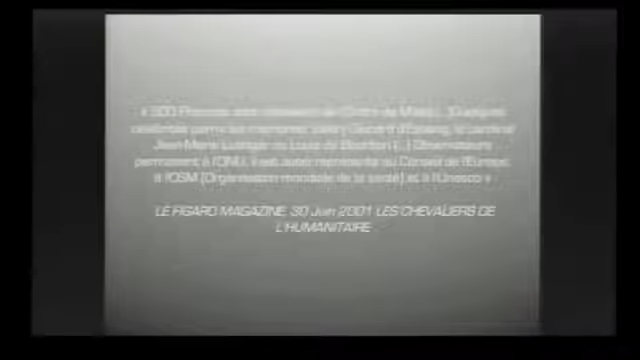 « 500 Français sont membres de l'Ordre de Malte... (Quelques
célébrités parmi ses membres: Valéry Giscard d'Estaing, le cardinal
Jean-Marie Lustiger ou Louis de Bourbon (...) Observateurs
permanent à l'ONU, il est aussi représenté au Conseil de l'Europe,
à l'OSM (Organisation mondiale de la santé) et à l'Unesco »
LE FIGARO MAGAZINE 30 Juin 2001 LES CHEVALIERS DE
L'HUMANITAIRE